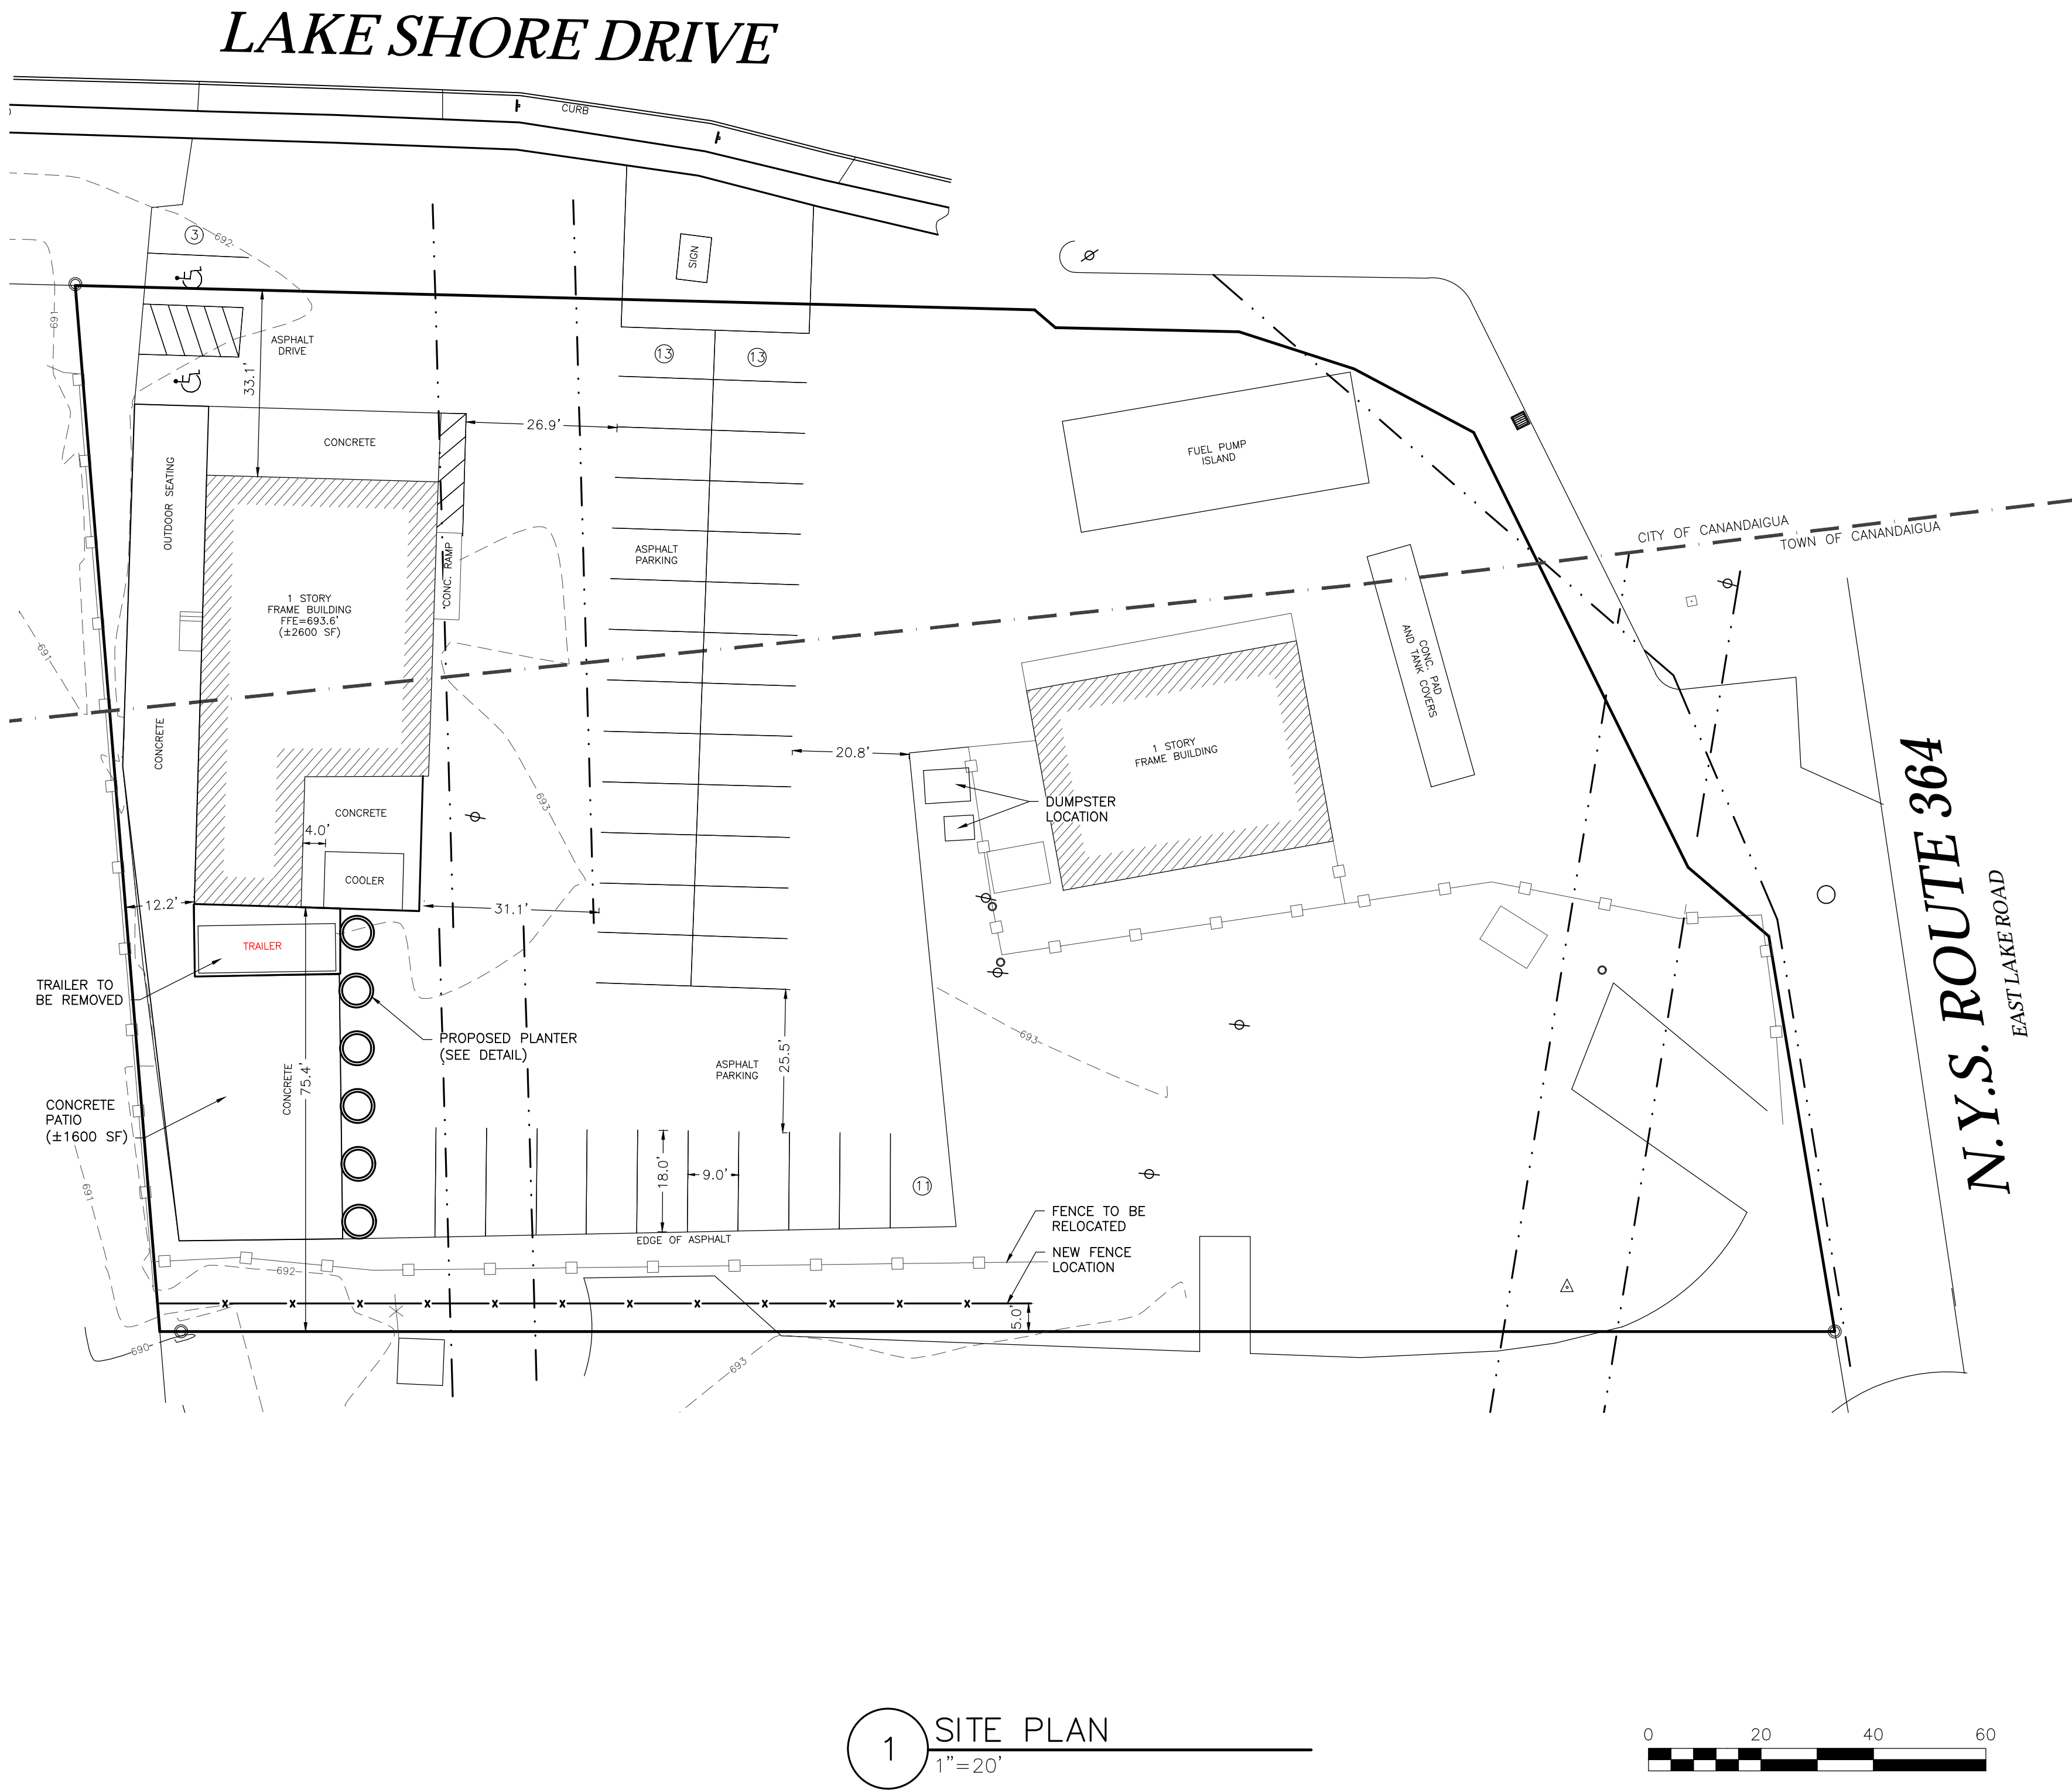 LAKE SHORE DRIVE
CURB
3
692
SIGN
691
ASPHALT
DRIVE
33.1'
13
13
26.9'
CONCRETE
FUEL PUMP
ISLAND
OUTDOOR SEATING
CITY OF CANANDAIGUA
TOWN OF CANANDAIGUA
ASPHALT
PARKING
CONC. RAMP
1 STORY
FRAME BUILDING
FFE=693.6'
(±2600 SF)
691
CONC. PAD
AND TANK COVERS
CONCRETE
20.8'
1 STORY
FRAME BUILDING
693
DUMPSTER
LOCATION
CONCRETE
4.0'
COOLER
12.2'
31.1'
TRAILER
TRAILER TO
BE REMOVED
N.Y.S. ROUTE 364
EAST LAKE ROAD
PROPOSED PLANTER
(SEE DETAIL)
693
25.5'
ASPHALT
PARKING
CONCRETE
75.4'
CONCRETE
PATIO
(±1600 SF)
18.0'
9.0'
11
691
FENCE TO BE
RELOCATED
EDGE OF ASPHALT
NEW FENCE
LOCATION
692
5.0'
690
693
1
SITE PLAN
1"=20'
0 20 40 60